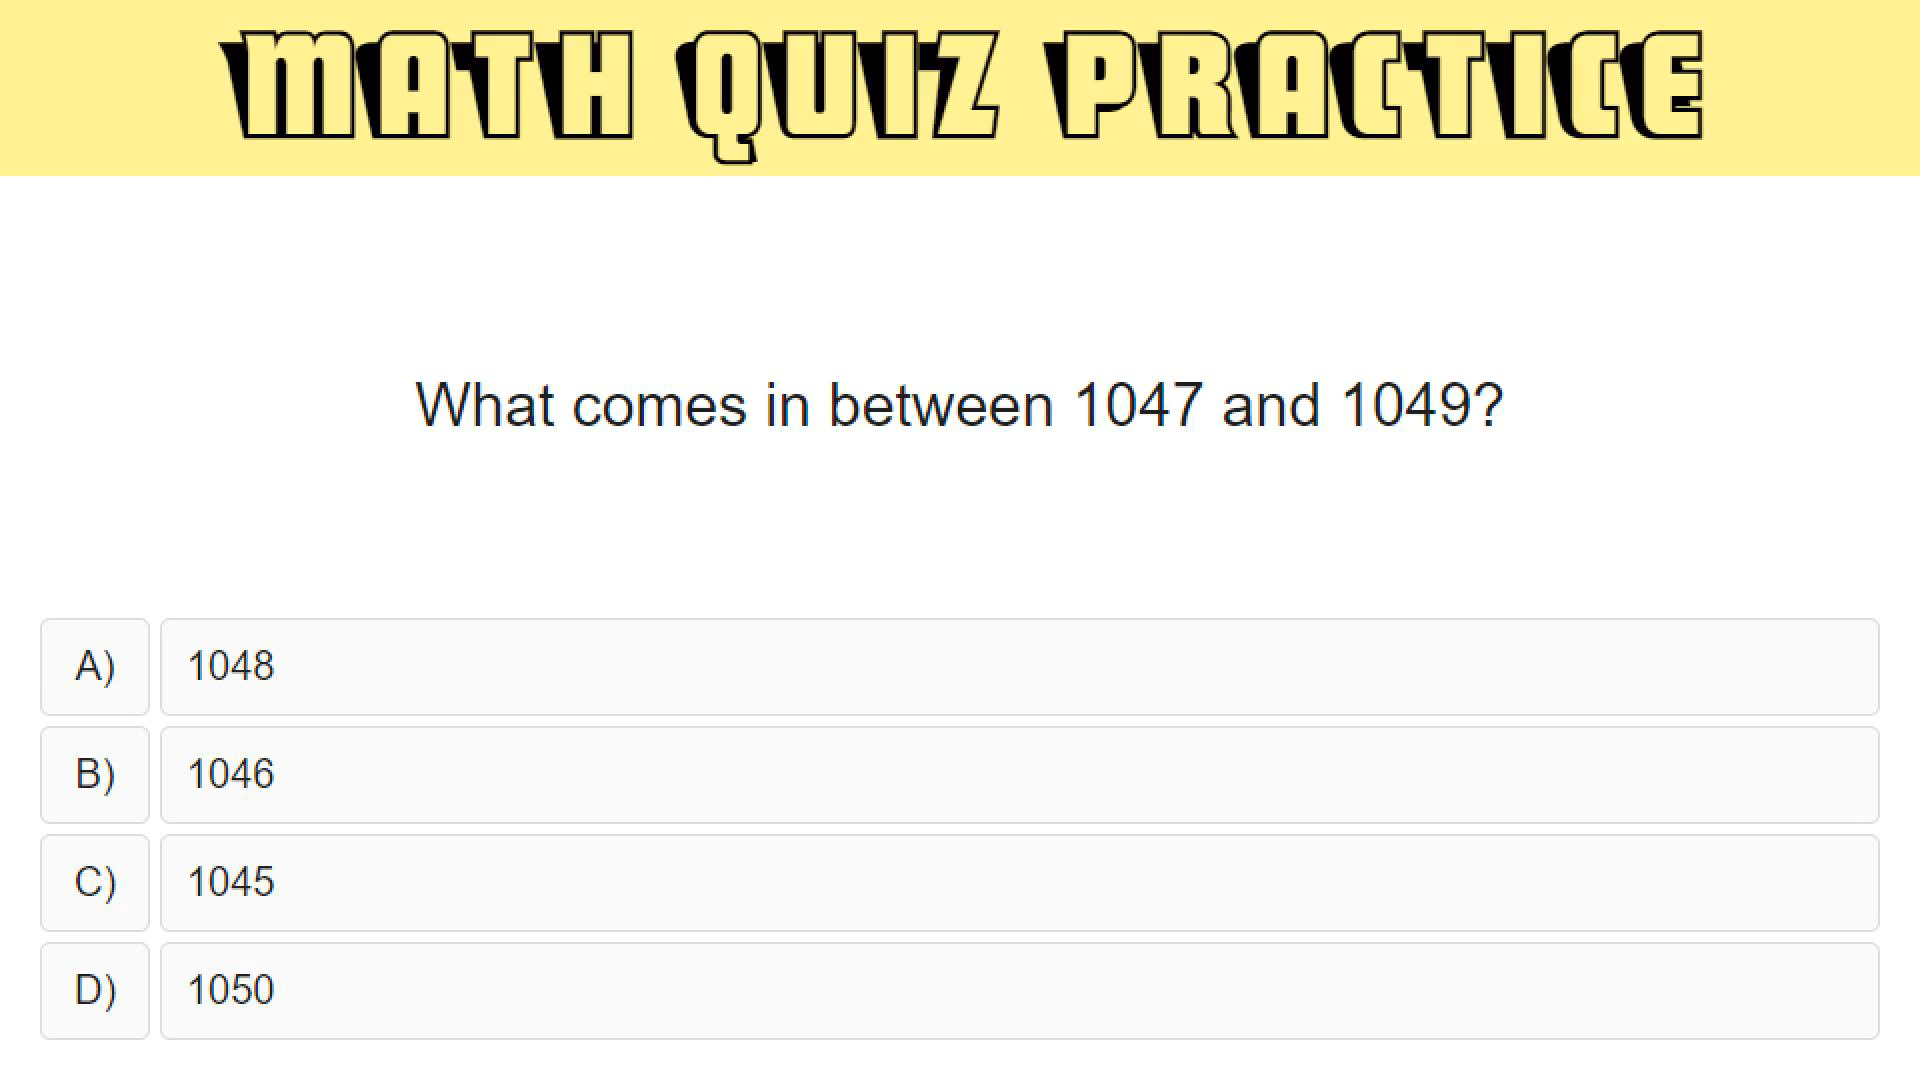 MATH QUIZ PRACTICE
What comes in between 1047 and 1049?
A) 1048
B) 1046
C) 1045
D) 1050